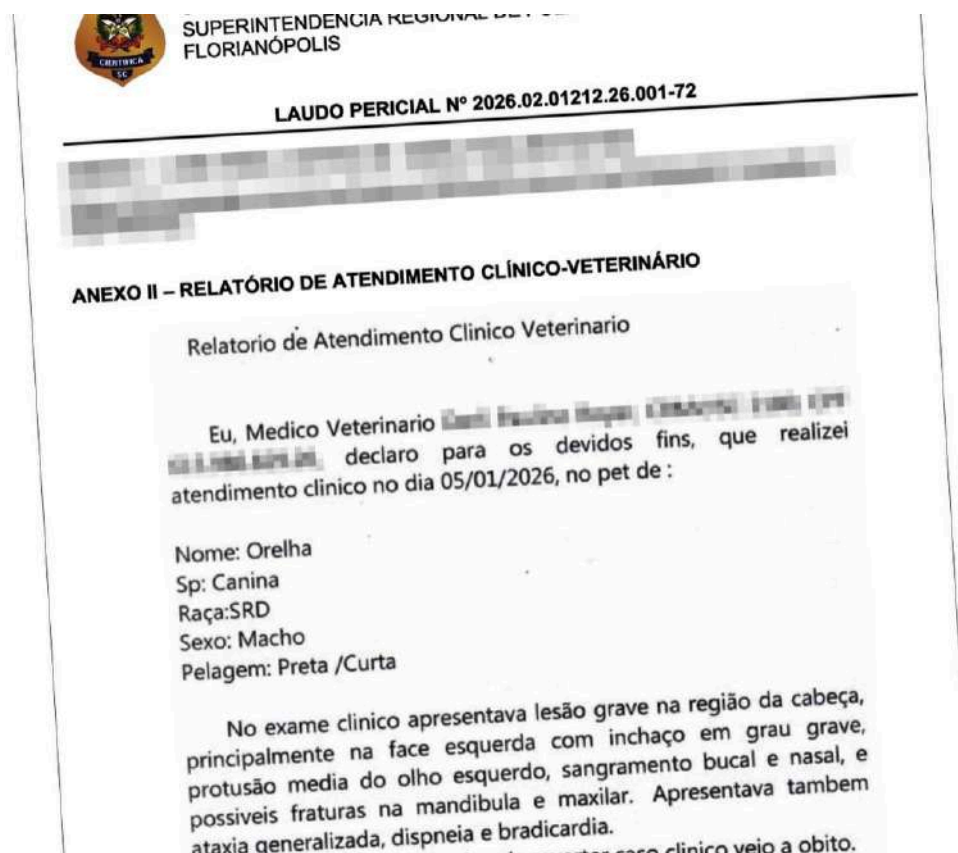 SUPERINTENDÊNCIA REGIONAL DE
FLORIANÓPOLIS
CIENTÍFICA
SC
LAUDO PERICIAL Nº 2026.02.01212.26.001-72
ANEXO II – RELATÓRIO DE ATENDIMENTO CLÍNICO-VETERINÁRIO
Relatorio de Atendimento Clinico Veterinario
Eu, Medico Veterinario
declaro para os devidos fins, que realizei
atendimento clinico no dia 05/01/2026, no pet de :
Nome: Orelha
Sp: Canina
Raça:SRD
Sexo: Macho
Pelagem: Preta /Curta
No exame clinico apresentava lesão grave na região da cabeça,
principalmente na face esquerda com inchaço em grau grave,
protusão media do olho esquerdo, sangramento bucal e nasal, e
possiveis fraturas na mandibula e maxilar. Apresentava tambem
ataxia generalizada, dispneia e bradicardia.
caso clinico veio a obito.